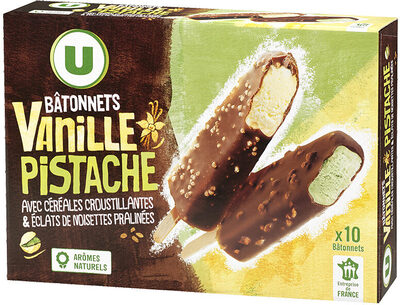 U
BÂTONNETS
VANILLE
PISTACHE
AVEC CÉRÉALES CROUSTILLANTES
& ÉCLATS DE NOISETTES PRALINÉES
ARÔMES
NATURELS
x10
Bâtonnets
Entreprise
de FRANCE